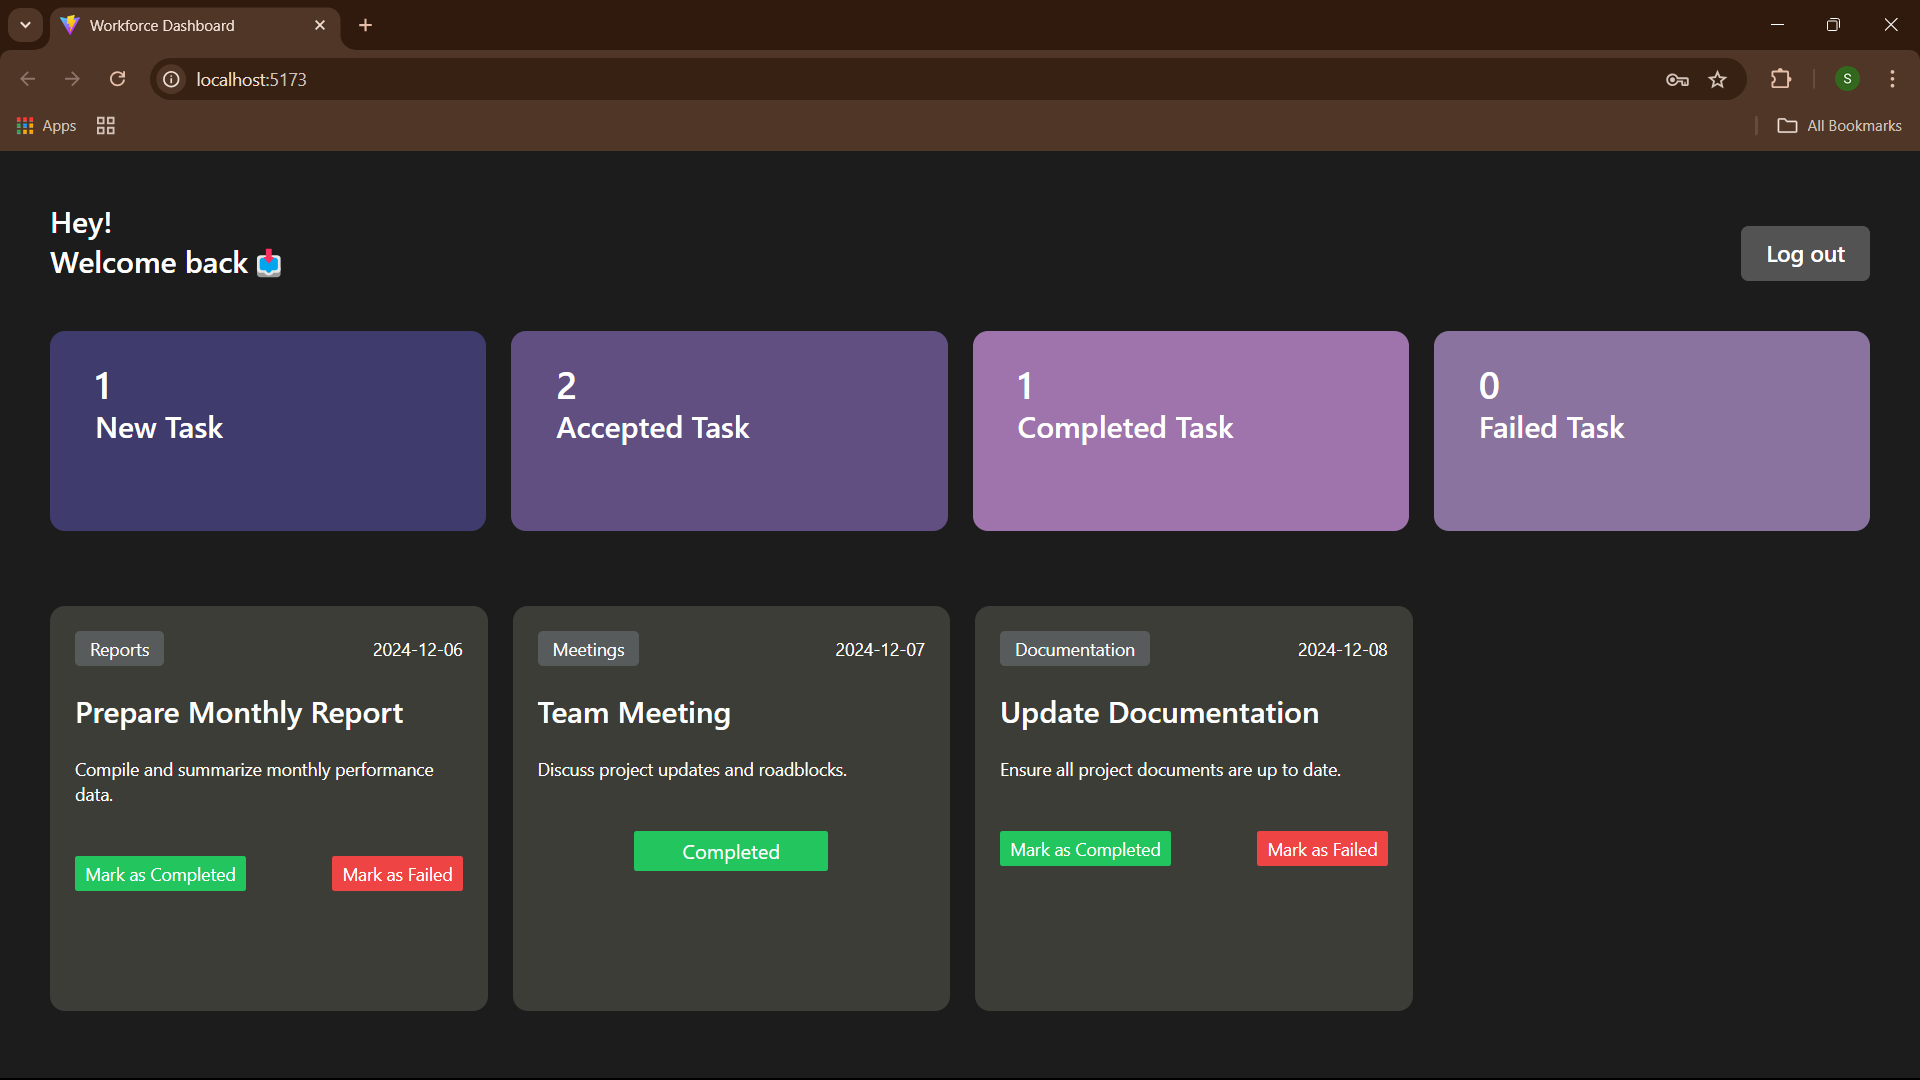 Workforce Dashboard
localhost:5173
S
Apps
All Bookmarks
Hey!
Welcome back
Log out
1
New Task
2
Accepted Task
1
Completed Task
0
Failed Task
Reports
2024-12-06
Prepare Monthly Report
Compile and summarize monthly performance
data.
Mark as Completed
Mark as Failed
Meetings
2024-12-07
Team Meeting
Discuss project updates and roadblocks.
Completed
Documentation
2024-12-08
Update Documentation
Ensure all project documents are up to date.
Mark as Completed
Mark as Failed